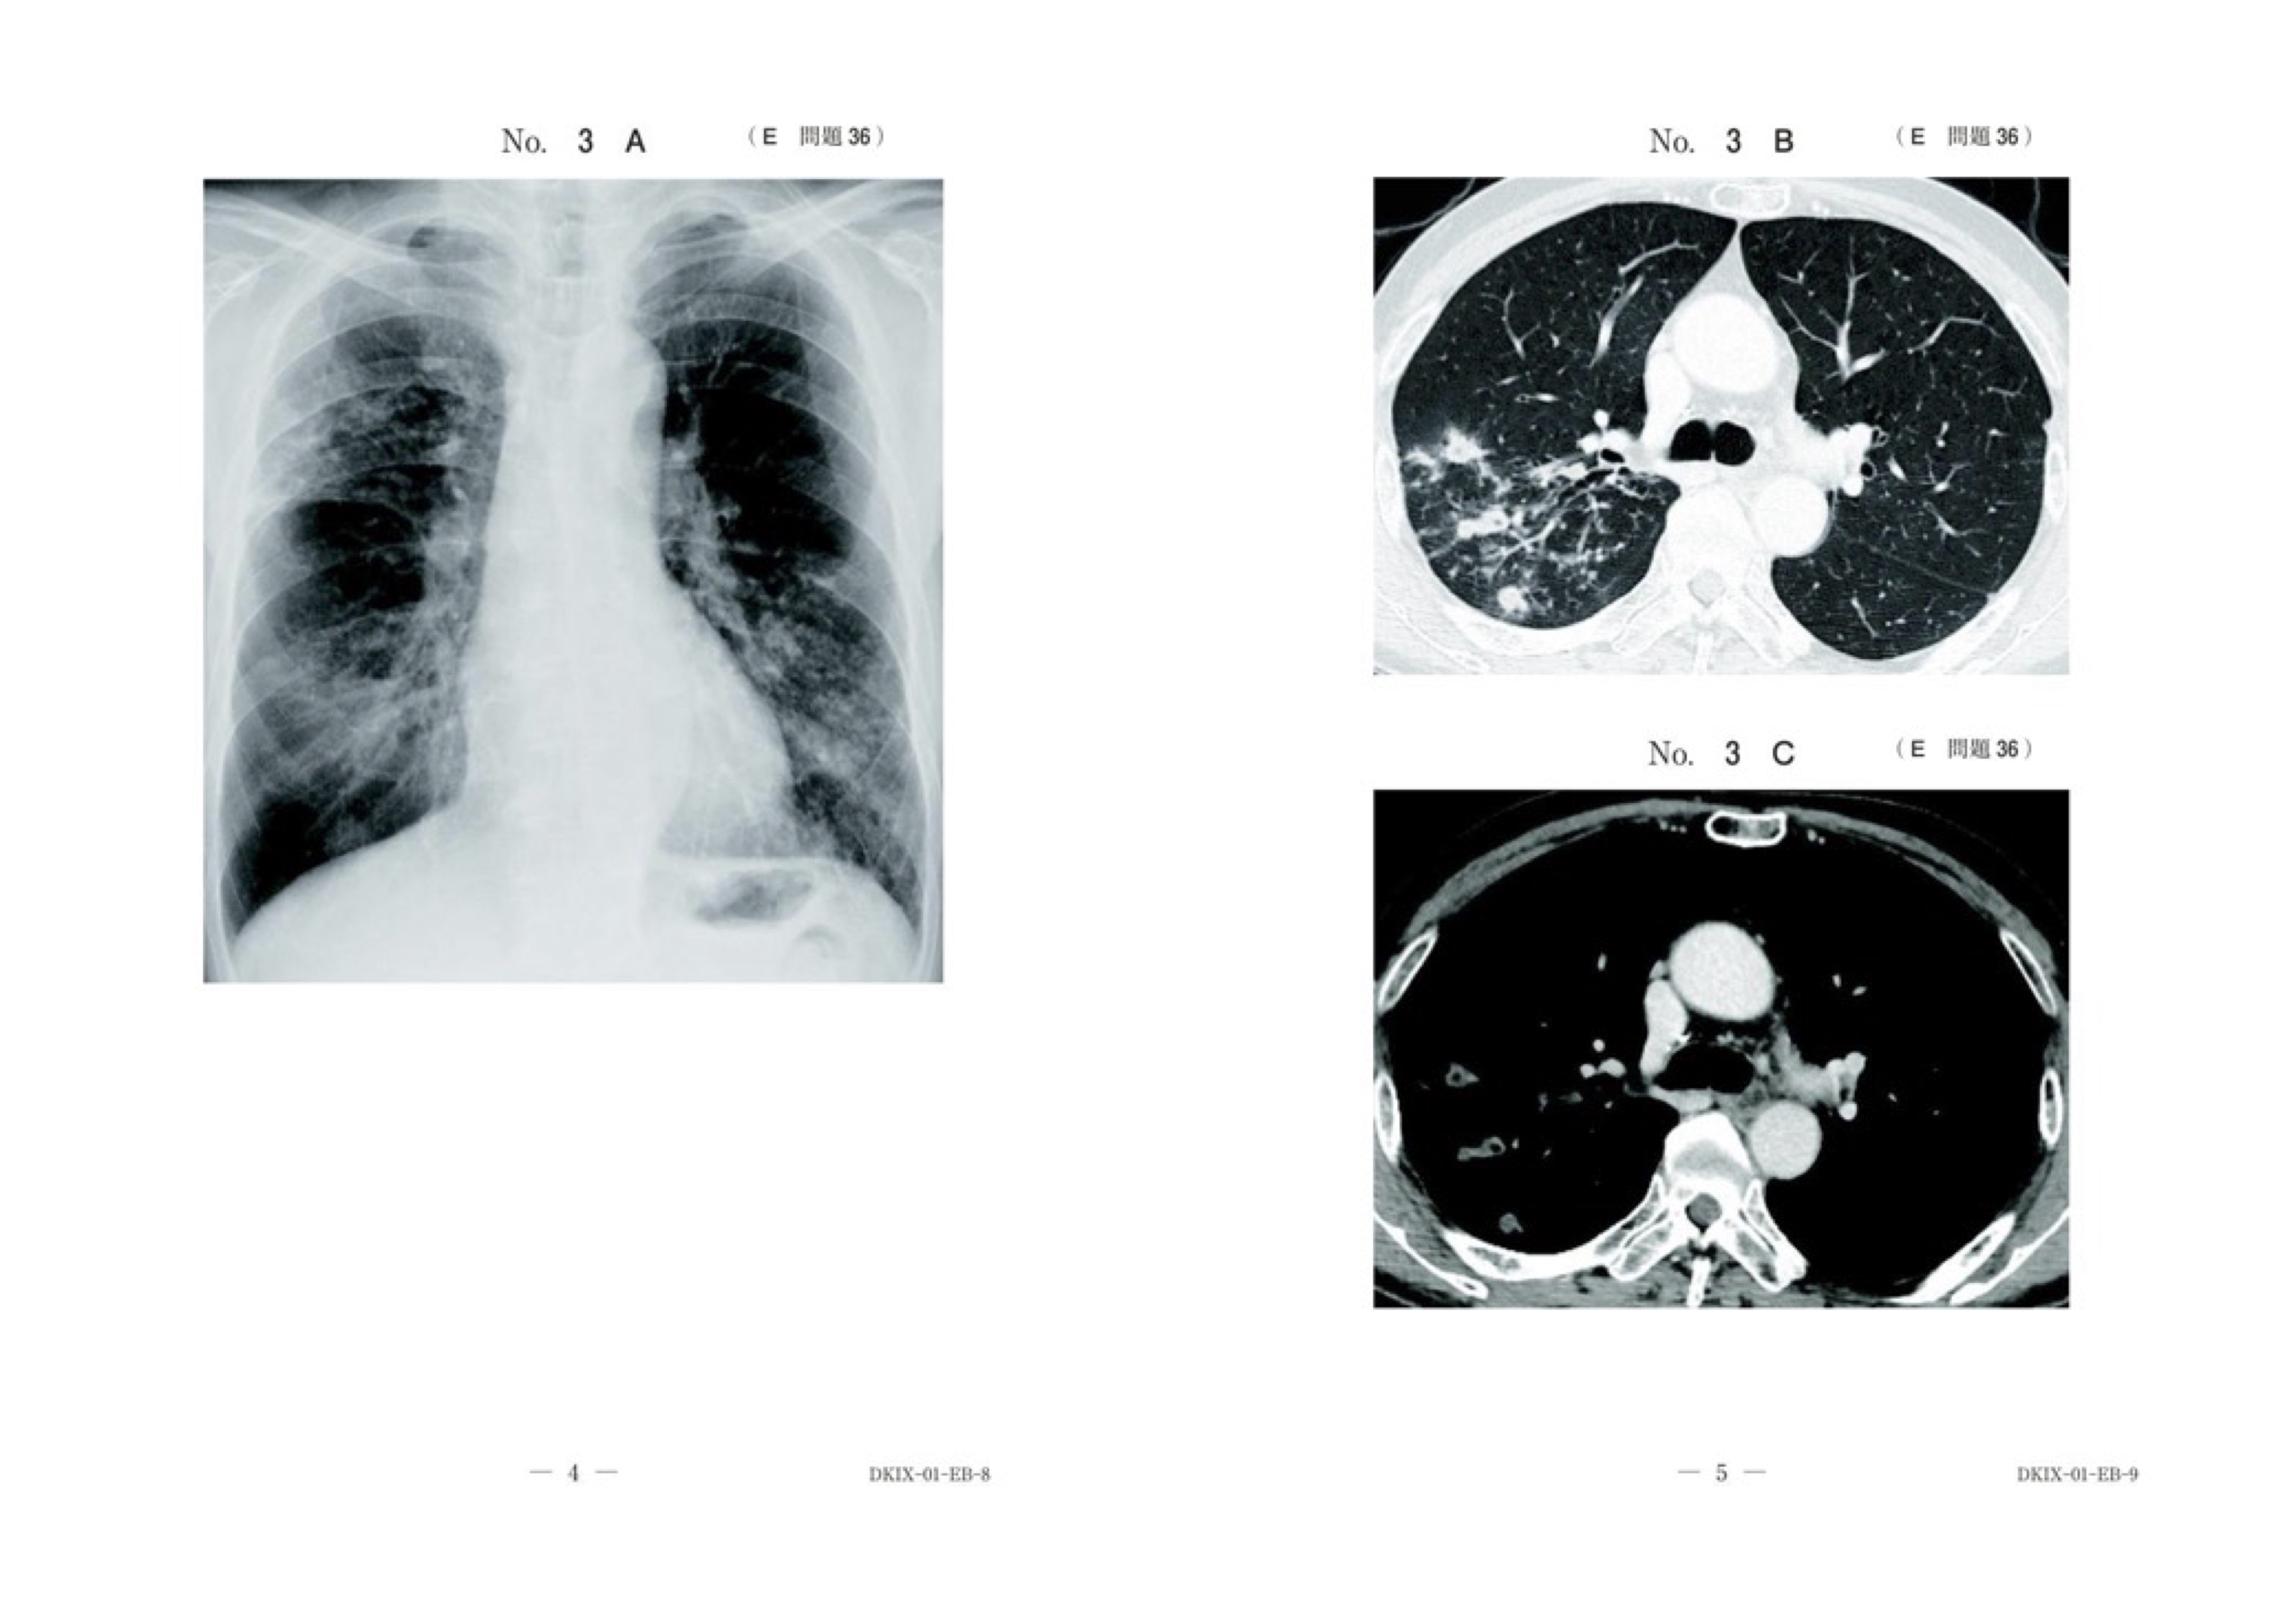 No. 3 A （E 問題 36）
— 4 —
DKIX-01-EB-8
No. 3 B （E 問題 36）
No. 3 C （E 問題 36）
— 5 —
DKIX-01-EB-9